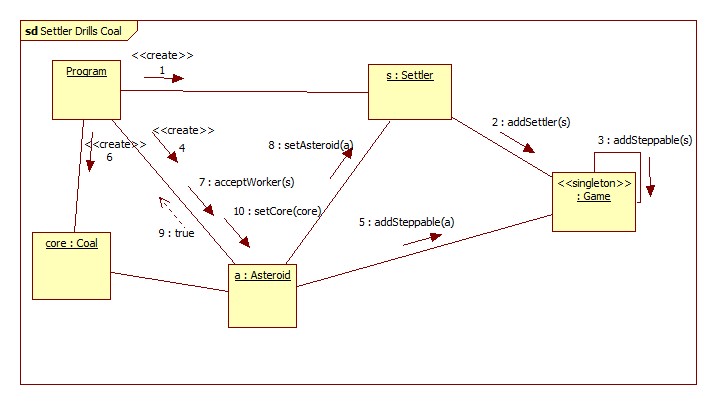 sd Settler Drills Coal
<<create>>
1
Program
s : Settler
2 : addSettler(s)
3 : addSteppable(s)
<<create>>
4
<<create>>
6
8 : setAsteroid(a)
7 : acceptWorker(s)
<<singleton>>
: Game
10 : setCore(core)
5 : addSteppable(a)
9 : true
core : Coal
a : Asteroid